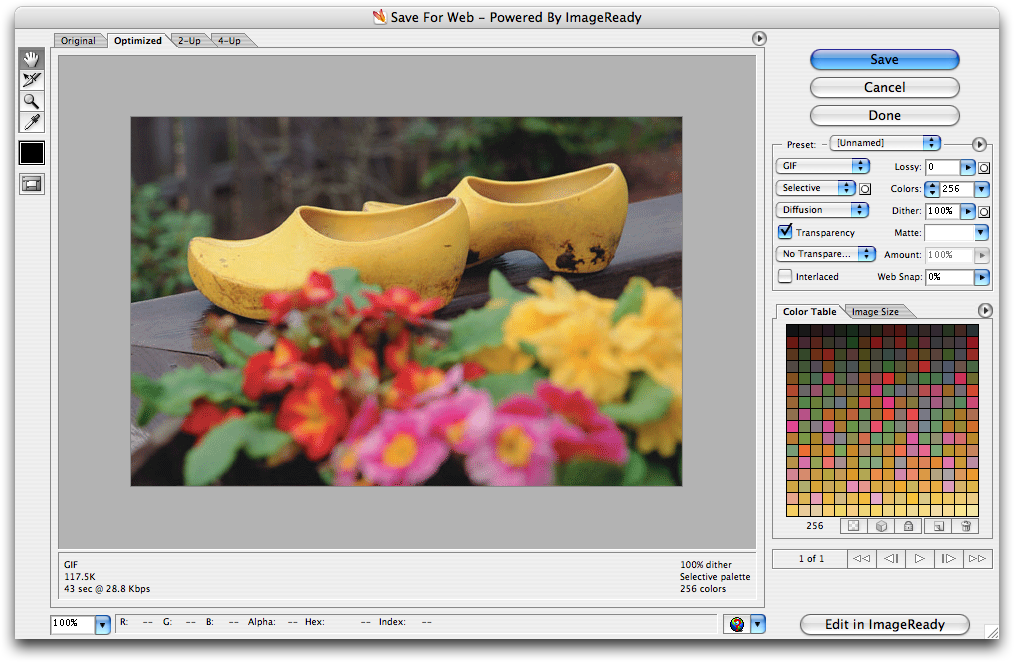 Save For Web – Powered By ImageReady
Original
Optimized
2-Up
4-Up
Save
Cancel
Done
Preset:
[Unnamed]
GIF
Lossy:
0
Selective
Colors:
256
Diffusion
Dither:
100%
Transparency
Matte:
No Transpare...
Amount:
100%
Interlaced
Web Snap:
0%
Color Table
Image Size
256
1 of 1
GIF
117.5K
43 sec @ 28.8 Kbps
100% dither
Selective palette
256 colors
100%
R: -- G: -- B: -- Alpha: -- Hex: -- Index: --
Edit in ImageReady